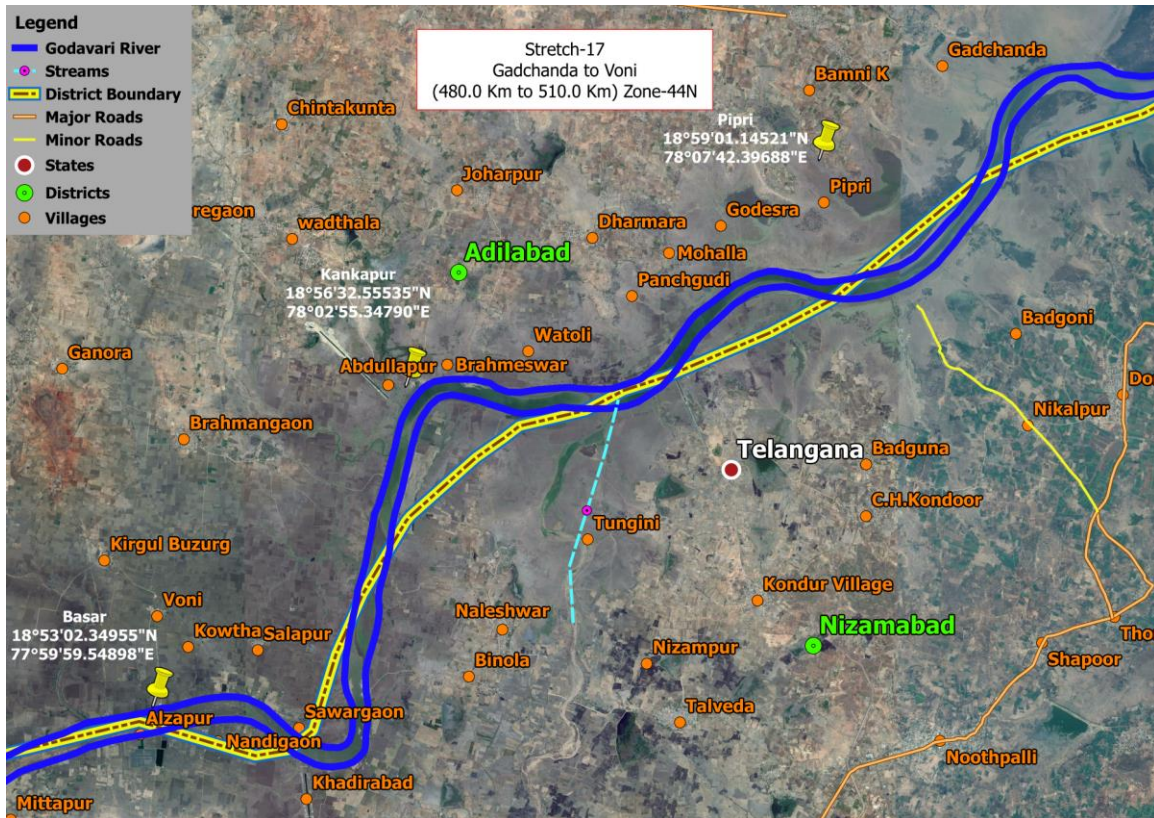 Legend
Godavari River
Streams
District Boundary
Major Roads
Minor Roads
States
Districts
Villages
Stretch-17
Gadchanda to Voni
(480.0 Km to 510.0 Km) Zone-44N
Gadchanda
Bamni K
Chintakunta
Pipri
18°59'01.14521"N
78°07'42.39688"E
Joharpur
Pipri
regaon
wadthala
Dharmara
Godesra
Mohalla
Adilabad
Kankapur
18°56'32.55535"N
78°02'55.34790"E
Panchgudi
Badgoni
Watoli
Ganora
Abdullapur
Brahmeswar
Nikalpur
Brahmangaon
Telangana
Badguna
C.H.Kondoor
Tungini
Kirgul Buzurg
Kondur Village
Voni
Basar
18°53'02.34955"N
77°59'59.54898"E
Kowtha
Salapur
Naleshwar
Nizamabad
Binola
Nizampur
Shapoor
Talveda
Alzapur
Sawargaon
Nandigaon
Noothpalli
Khadirabad
Mittapur